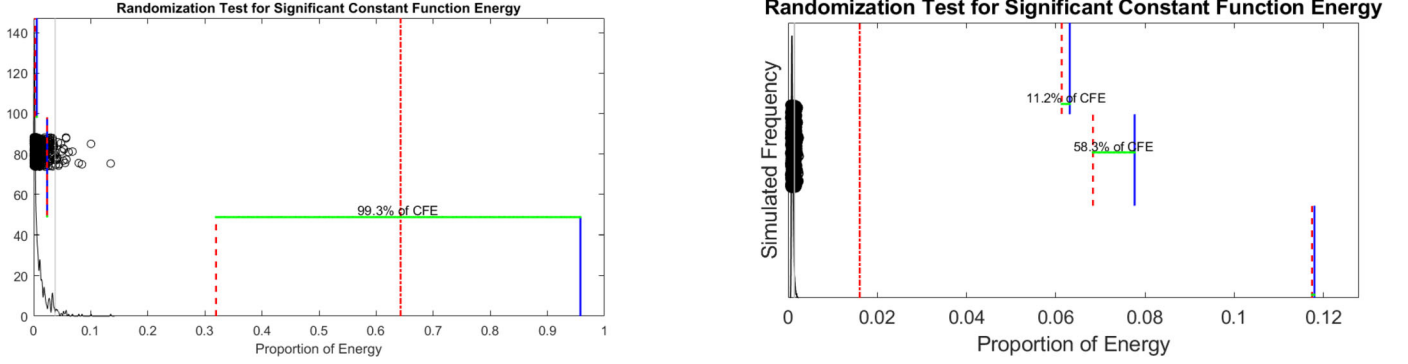 Randomization Test for Significant Constant Function Energy
140
120
100
80
60
40
20
0
99.3% of CFE
0 0.1 0.2 0.3 0.4 0.5 0.6 0.7 0.8 0.9 1
Proportion of Energy
Randomization Test for Significant Constant Function Energy
Simulated Frequency
11.2% of CFE
58.3% of CFE
0 0.02 0.04 0.06 0.08 0.1 0.12
Proportion of Energy